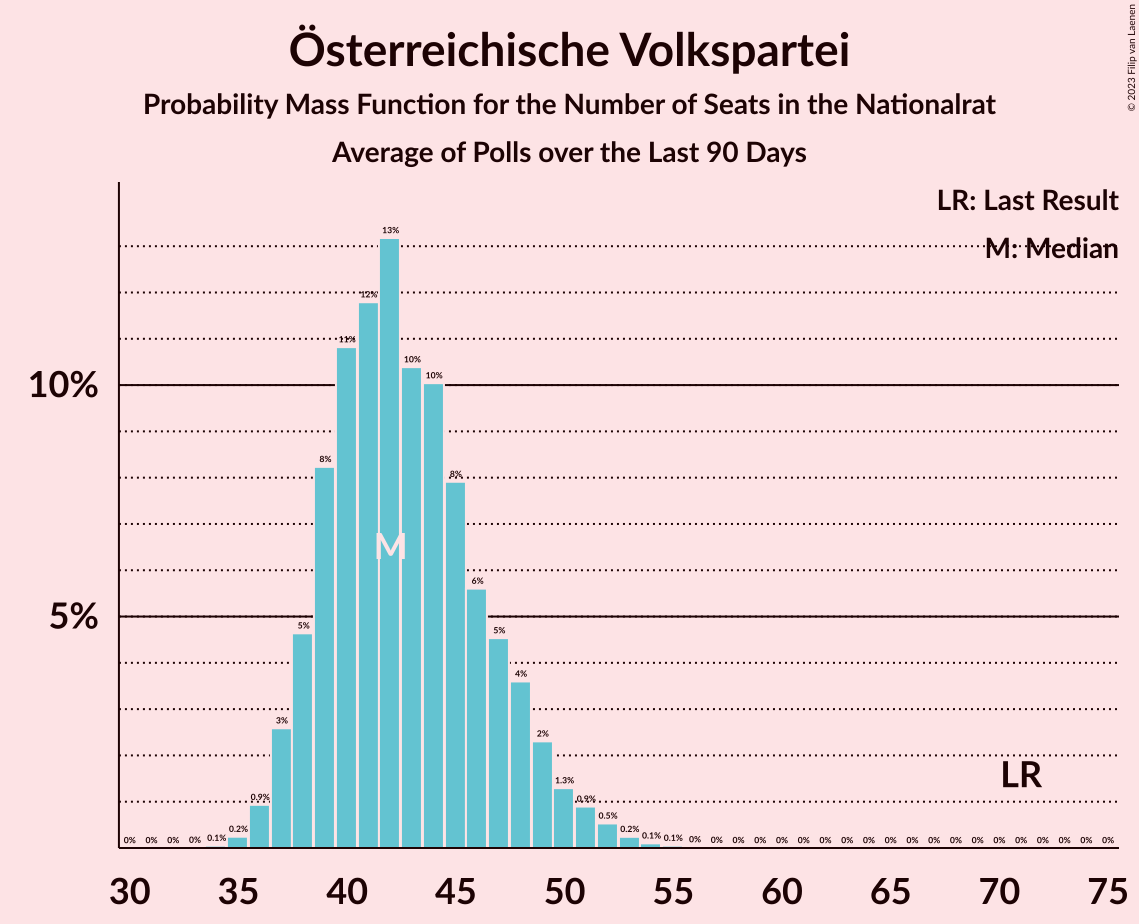 Österreichische Volkspartei
Probability Mass Function for the Number of Seats in the Nationalrat
Average of Polls over the Last 90 Days
© 2023 Filip van Laenen
LR: Last Result
M: Median
10%
5%
0% 0% 0% 0% 0.1% 0.2% 0.9% 3% 5% 8% 11% 12% 13% 10% 10% 8% 6% 5% 4% 2% 1.3% 0.9% 0.5% 0.2% 0.1% 0.1% 0% 0% 0% 0% 0% 0% 0% 0% 0% 0% 0% 0% 0% 0% 0% 0% 0% 0% 0% 0%
M
LR
30 35 40 45 50 55 60 65 70 75